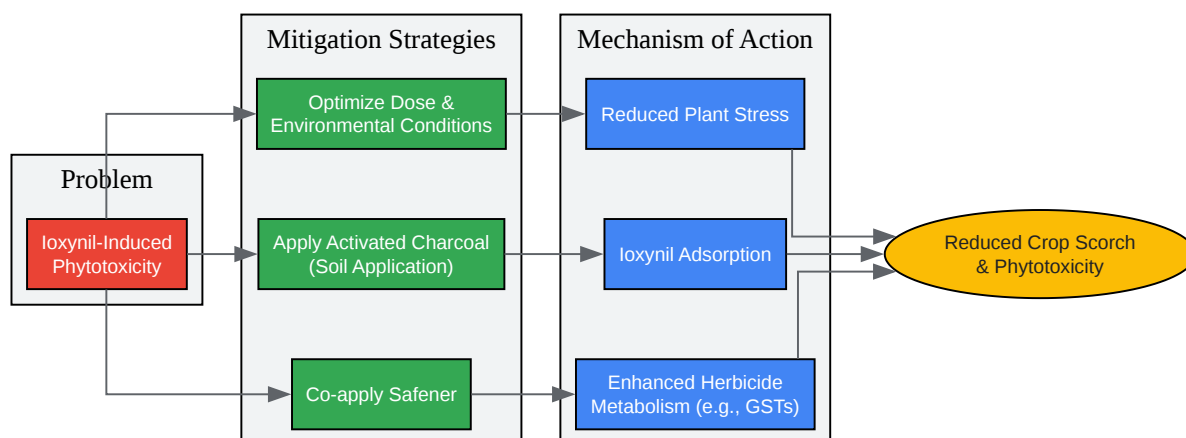 Mitigation Strategies
Mechanism of Action
Optimize Dose &
Environmental Conditions
Reduced Plant Stress
Problem
Ioxynil-Induced
Phytotoxicity
Apply Activated Charcoal
(Soil Application)
Ioxynil Adsorption
Reduced Crop Scorch
& Phytotoxicity
Co-apply Safener
Enhanced Herbicide
Metabolism (e.g., GSTs)